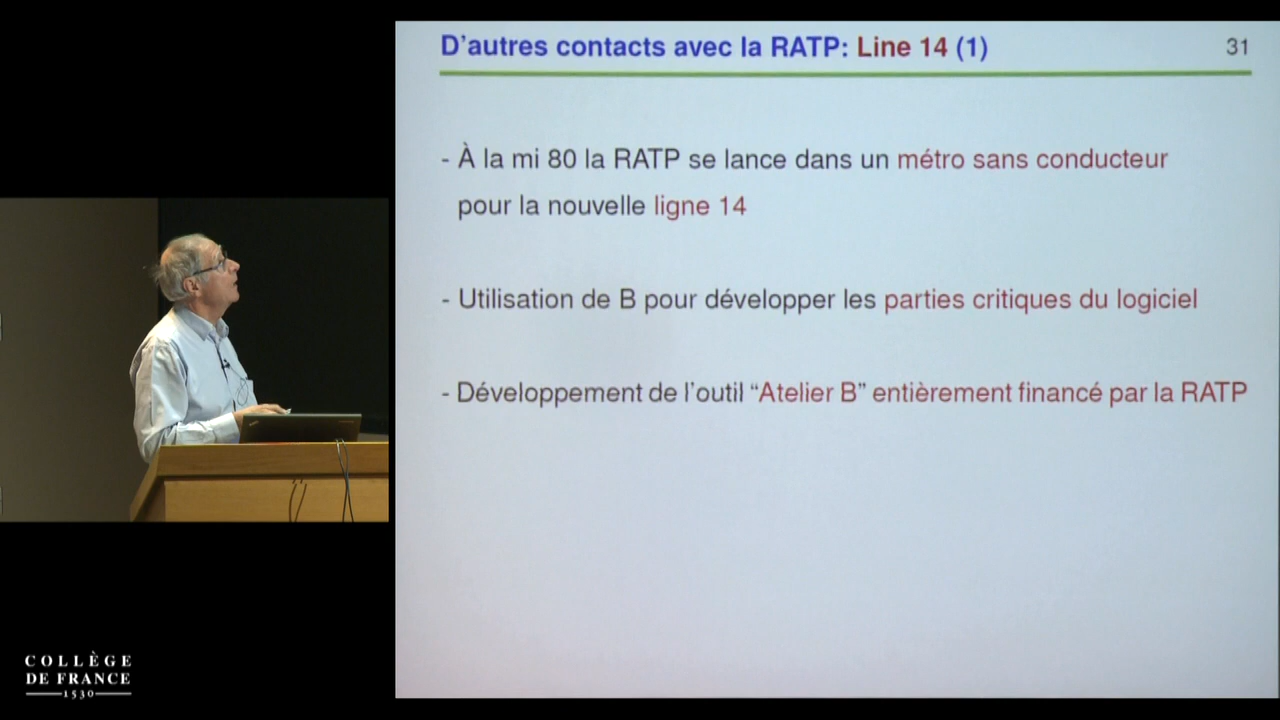 D'autres contacts avec la RATP: Line 14 (1)
31
- À la mi 80 la RATP se lance dans un métro sans conducteur
pour la nouvelle ligne 14
- Utilisation de B pour développer les parties critiques du logiciel
- Développement de l'outil “Atelier B” entièrement financé par la RATP
COLLÈGE
DE FRANCE
1530